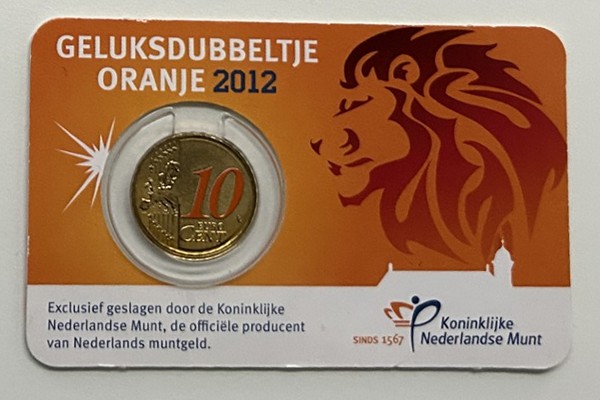 GELUKSDUBBELTJE
ORANJE 2012
10
EURO
CENT
Exclusief geslagen door de Koninklijke
Nederlandse Munt, de officiële producent
van Nederlands muntgeld.
SINDS 1567
Koninklijke
Nederlandse Munt